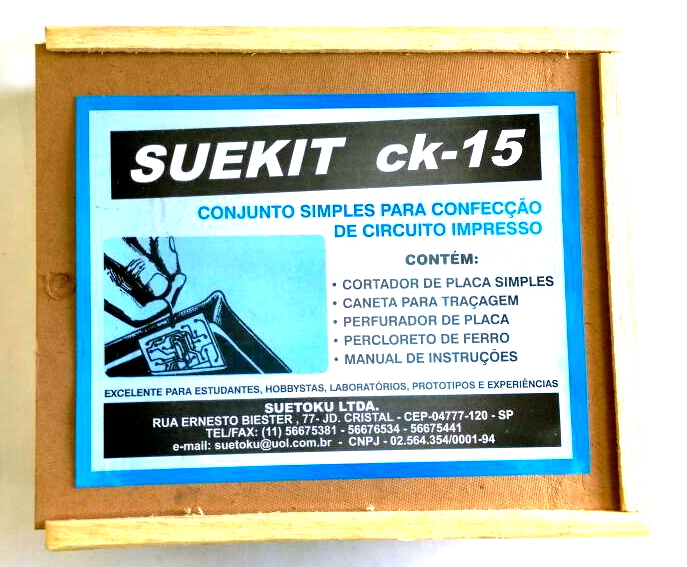 SUEKIT ck-15
CONJUNTO SIMPLES PARA CONFECÇÃO
DE CIRCUITO IMPRESSO
CONTÉM:
• CORTADOR DE PLACA SIMPLES
• CANETA PARA TRAÇAGEM
• PERFURADOR DE PLACA
• PERCLORETO DE FERRO
• MANUAL DE INSTRUÇÕES
EXCELENTE PARA ESTUDANTES, HOBBYSTAS, LABORATÓRIOS, PROTOTIPOS E EXPERIÊNCIAS
SUETOKU LTDA.
RUA ERNESTO BIESTER , 77- JD. CRISTAL - CEP-04777-120 - SP
TEL/FAX: (11) 56675381 - 56676534 - 56675441
e-mail: suetoku@uol.com.br - CNPJ - 02.564.354/0001-94